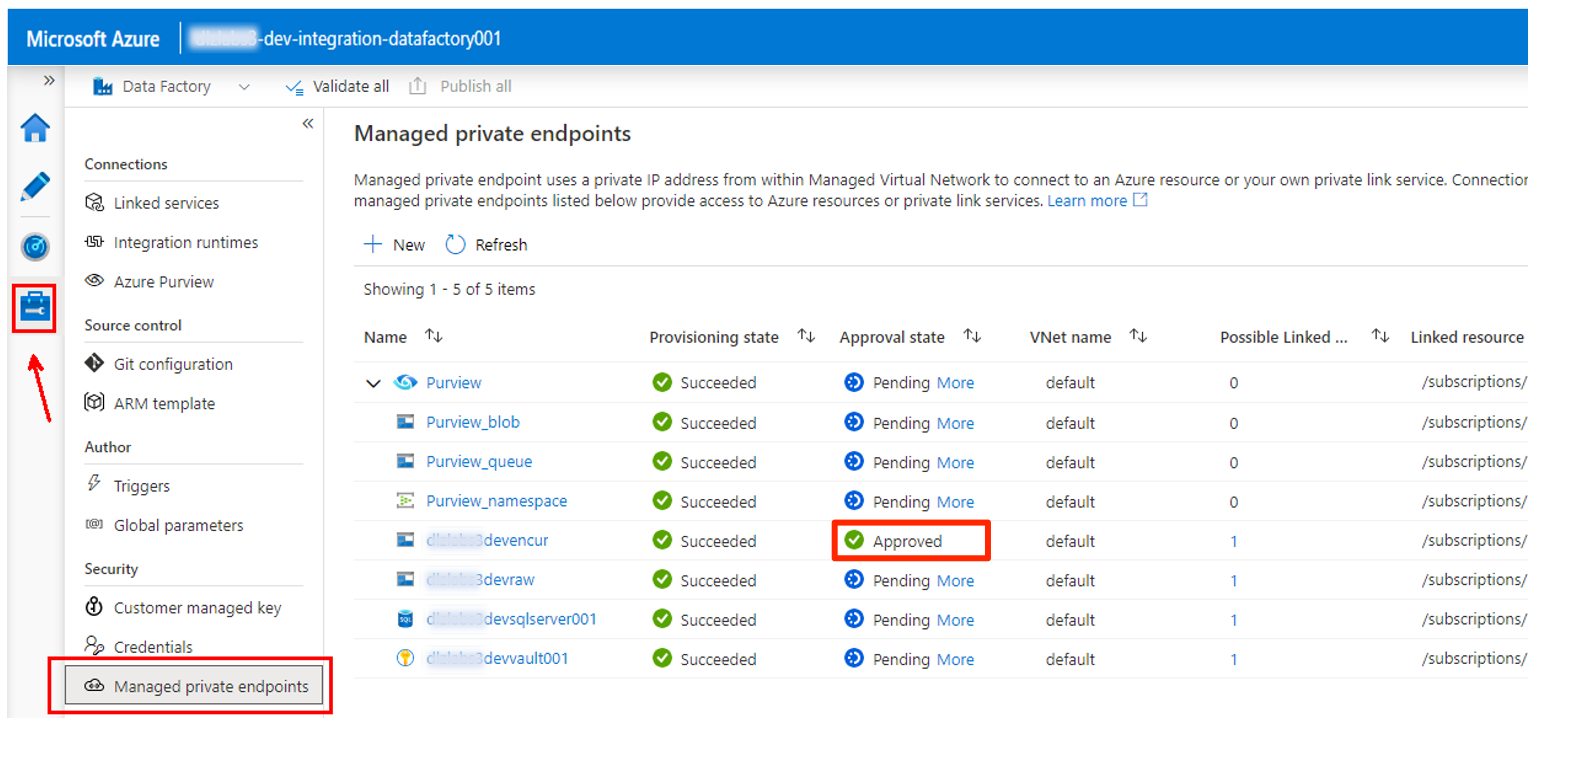 Microsoft Azure
-dev-integration-datafactory001
Data Factory
Validate all
Publish all
Connections
Linked services
Integration runtimes
Azure Purview
Source control
Git configuration
ARM template
Author
Triggers
Global parameters
Security
Customer managed key
Credentials
Managed private endpoints
Managed private endpoints
Managed private endpoint uses a private IP address from within Managed Virtual Network to connect to an Azure resource or your own private link service. Connection
managed private endpoints listed below provide access to Azure resources or private link services. Learn more
New Refresh
Showing 1 - 5 of 5 items
Name Provisioning state Approval state VNet name Possible Linked ... Linked resource
Purview Succeeded Pending More default 0 /subscriptions/
Purview_blob Succeeded Pending More default 0 /subscriptions/
Purview_queue Succeeded Pending More default 0 /subscriptions/
Purview_namespace Succeeded Pending More default 0 /subscriptions/
devencur Succeeded Approved default 1 /subscriptions/
devraw Succeeded Pending More default 1 /subscriptions/
devsqlserver001 Succeeded Pending More default 1 /subscriptions/
devvault001 Succeeded Pending More default 1 /subscriptions/